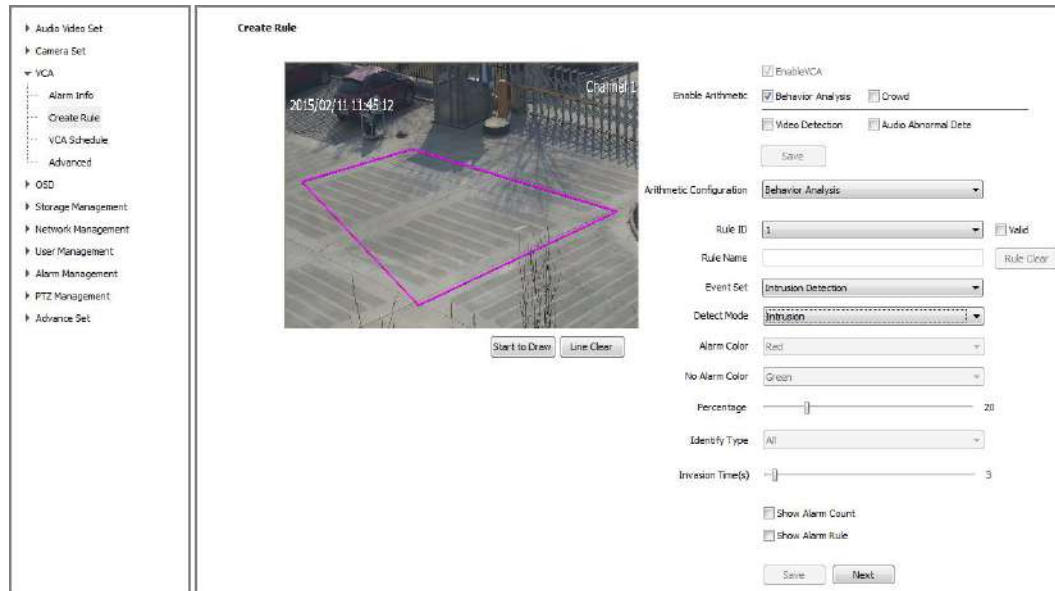 Audio Video Set
Camera Set
VCA
Alarm Info
Create Rule
VCA Schedule
Advanced
OSD
Storage Management
Network Management
User Management
Alarm Management
PTZ Management
Advance Set
Create Rule
2015/02/11 11:45:12
Channel 1
EnableVCA
Enable Arithmetic Behavior Analysis Crowd
Video Detection Audio Abnormal Dete
Save
Arithmetic Configuration Behavior Analysis
Rule ID 1 Valid
Rule Name Rule Clear
Event Set Intrusion Detection
Detect Mode Intrusion
Start to Draw Line Clear
Alarm Color Red
No Alarm Color Green
Percentage 20
Identify Type All
Invasion Time(s) 3
Show Alarm Count
Show Alarm Rule
Save Next